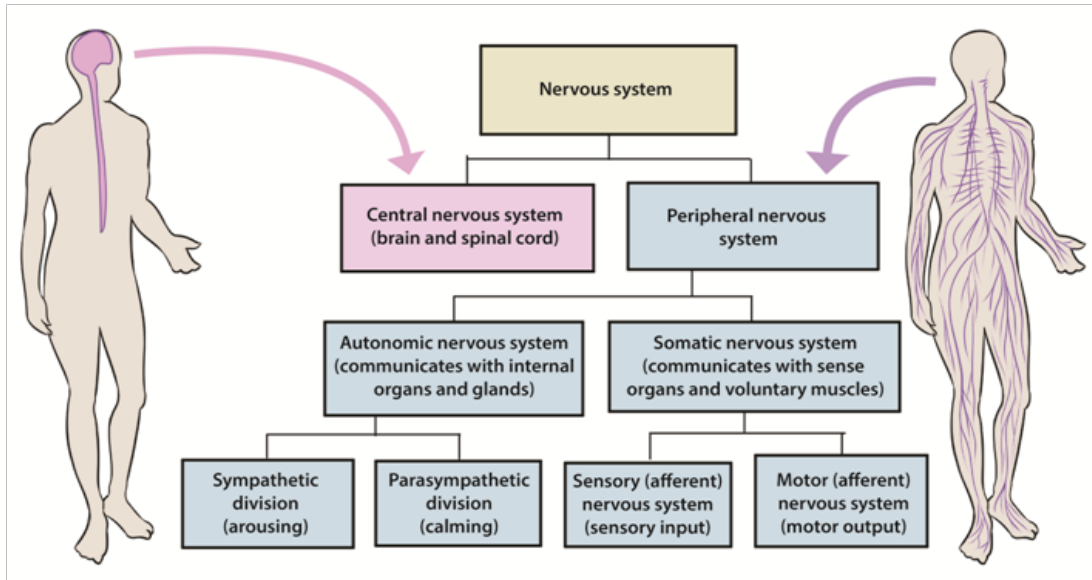 Nervous system
Central nervous system
(brain and spinal cord)
Peripheral nervous
system
Autonomic nervous system
(communicates with internal
organs and glands)
Somatic nervous system
(communicates with sense
organs and voluntary muscles)
Sympathetic
division
(arousing)
Parasympathetic
division
(calming)
Sensory (afferent)
nervous system
(sensory input)
Motor (afferent)
nervous system
(motor output)